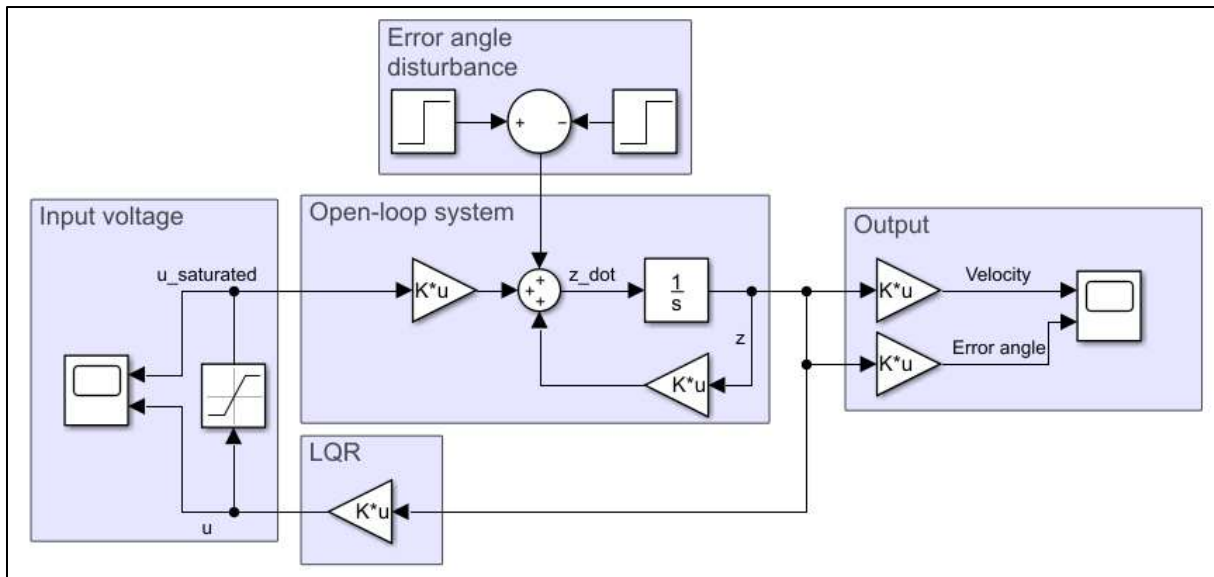 Error angle
disturbance
+
−
Input voltage
Open-loop system
Output
u_saturated
K*u
+
+
+
z_dot
1
s
K*u
Velocity
z
K*u
K*u
Error angle
LQR
K*u
u